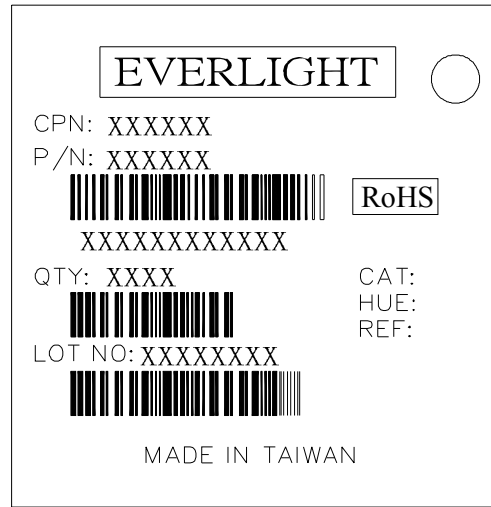 EVERLIGHT
CPN: XXXXXX
P/N: XXXXXX
RoHS
XXXXXXXXXXXX
QTY: XXXX
CAT:
HUE:
REF:
LOT NO: XXXXXXXX
MADE IN TAIWAN